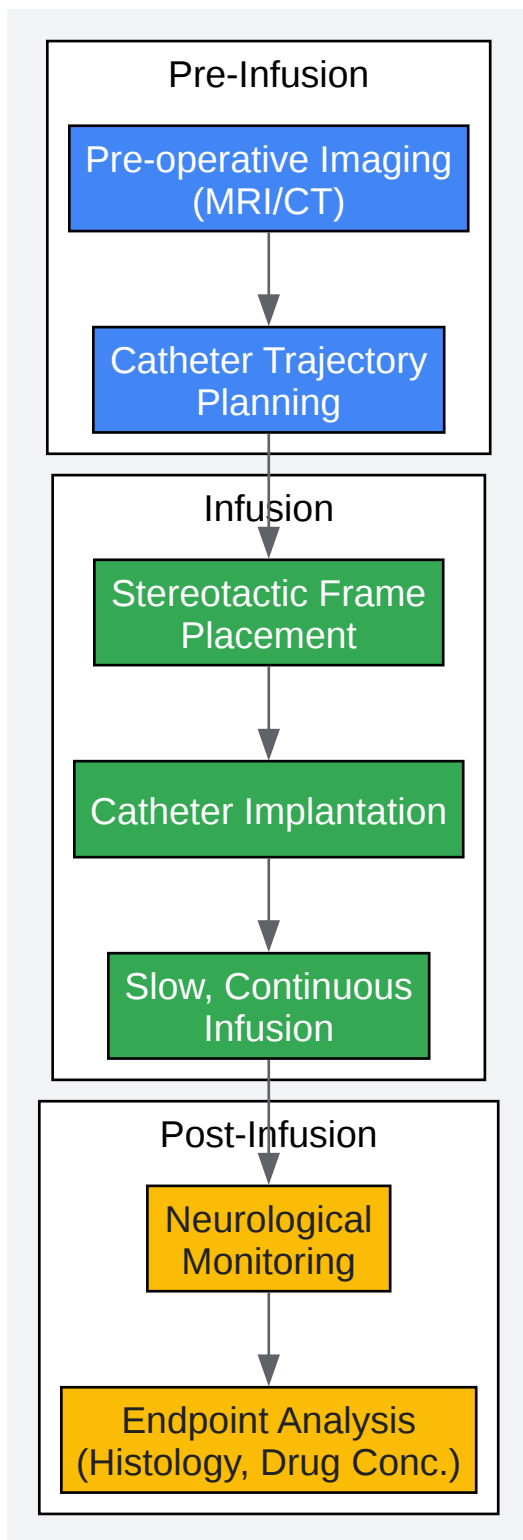 Pre-Infusion
Pre-operative Imaging
(MRI/CT)
Catheter Trajectory
Planning
Infusion
Stereotactic Frame
Placement
Catheter Implantation
Slow, Continuous
Infusion
Post-Infusion
Neurological
Monitoring
Endpoint Analysis
(Histology, Drug Conc.)